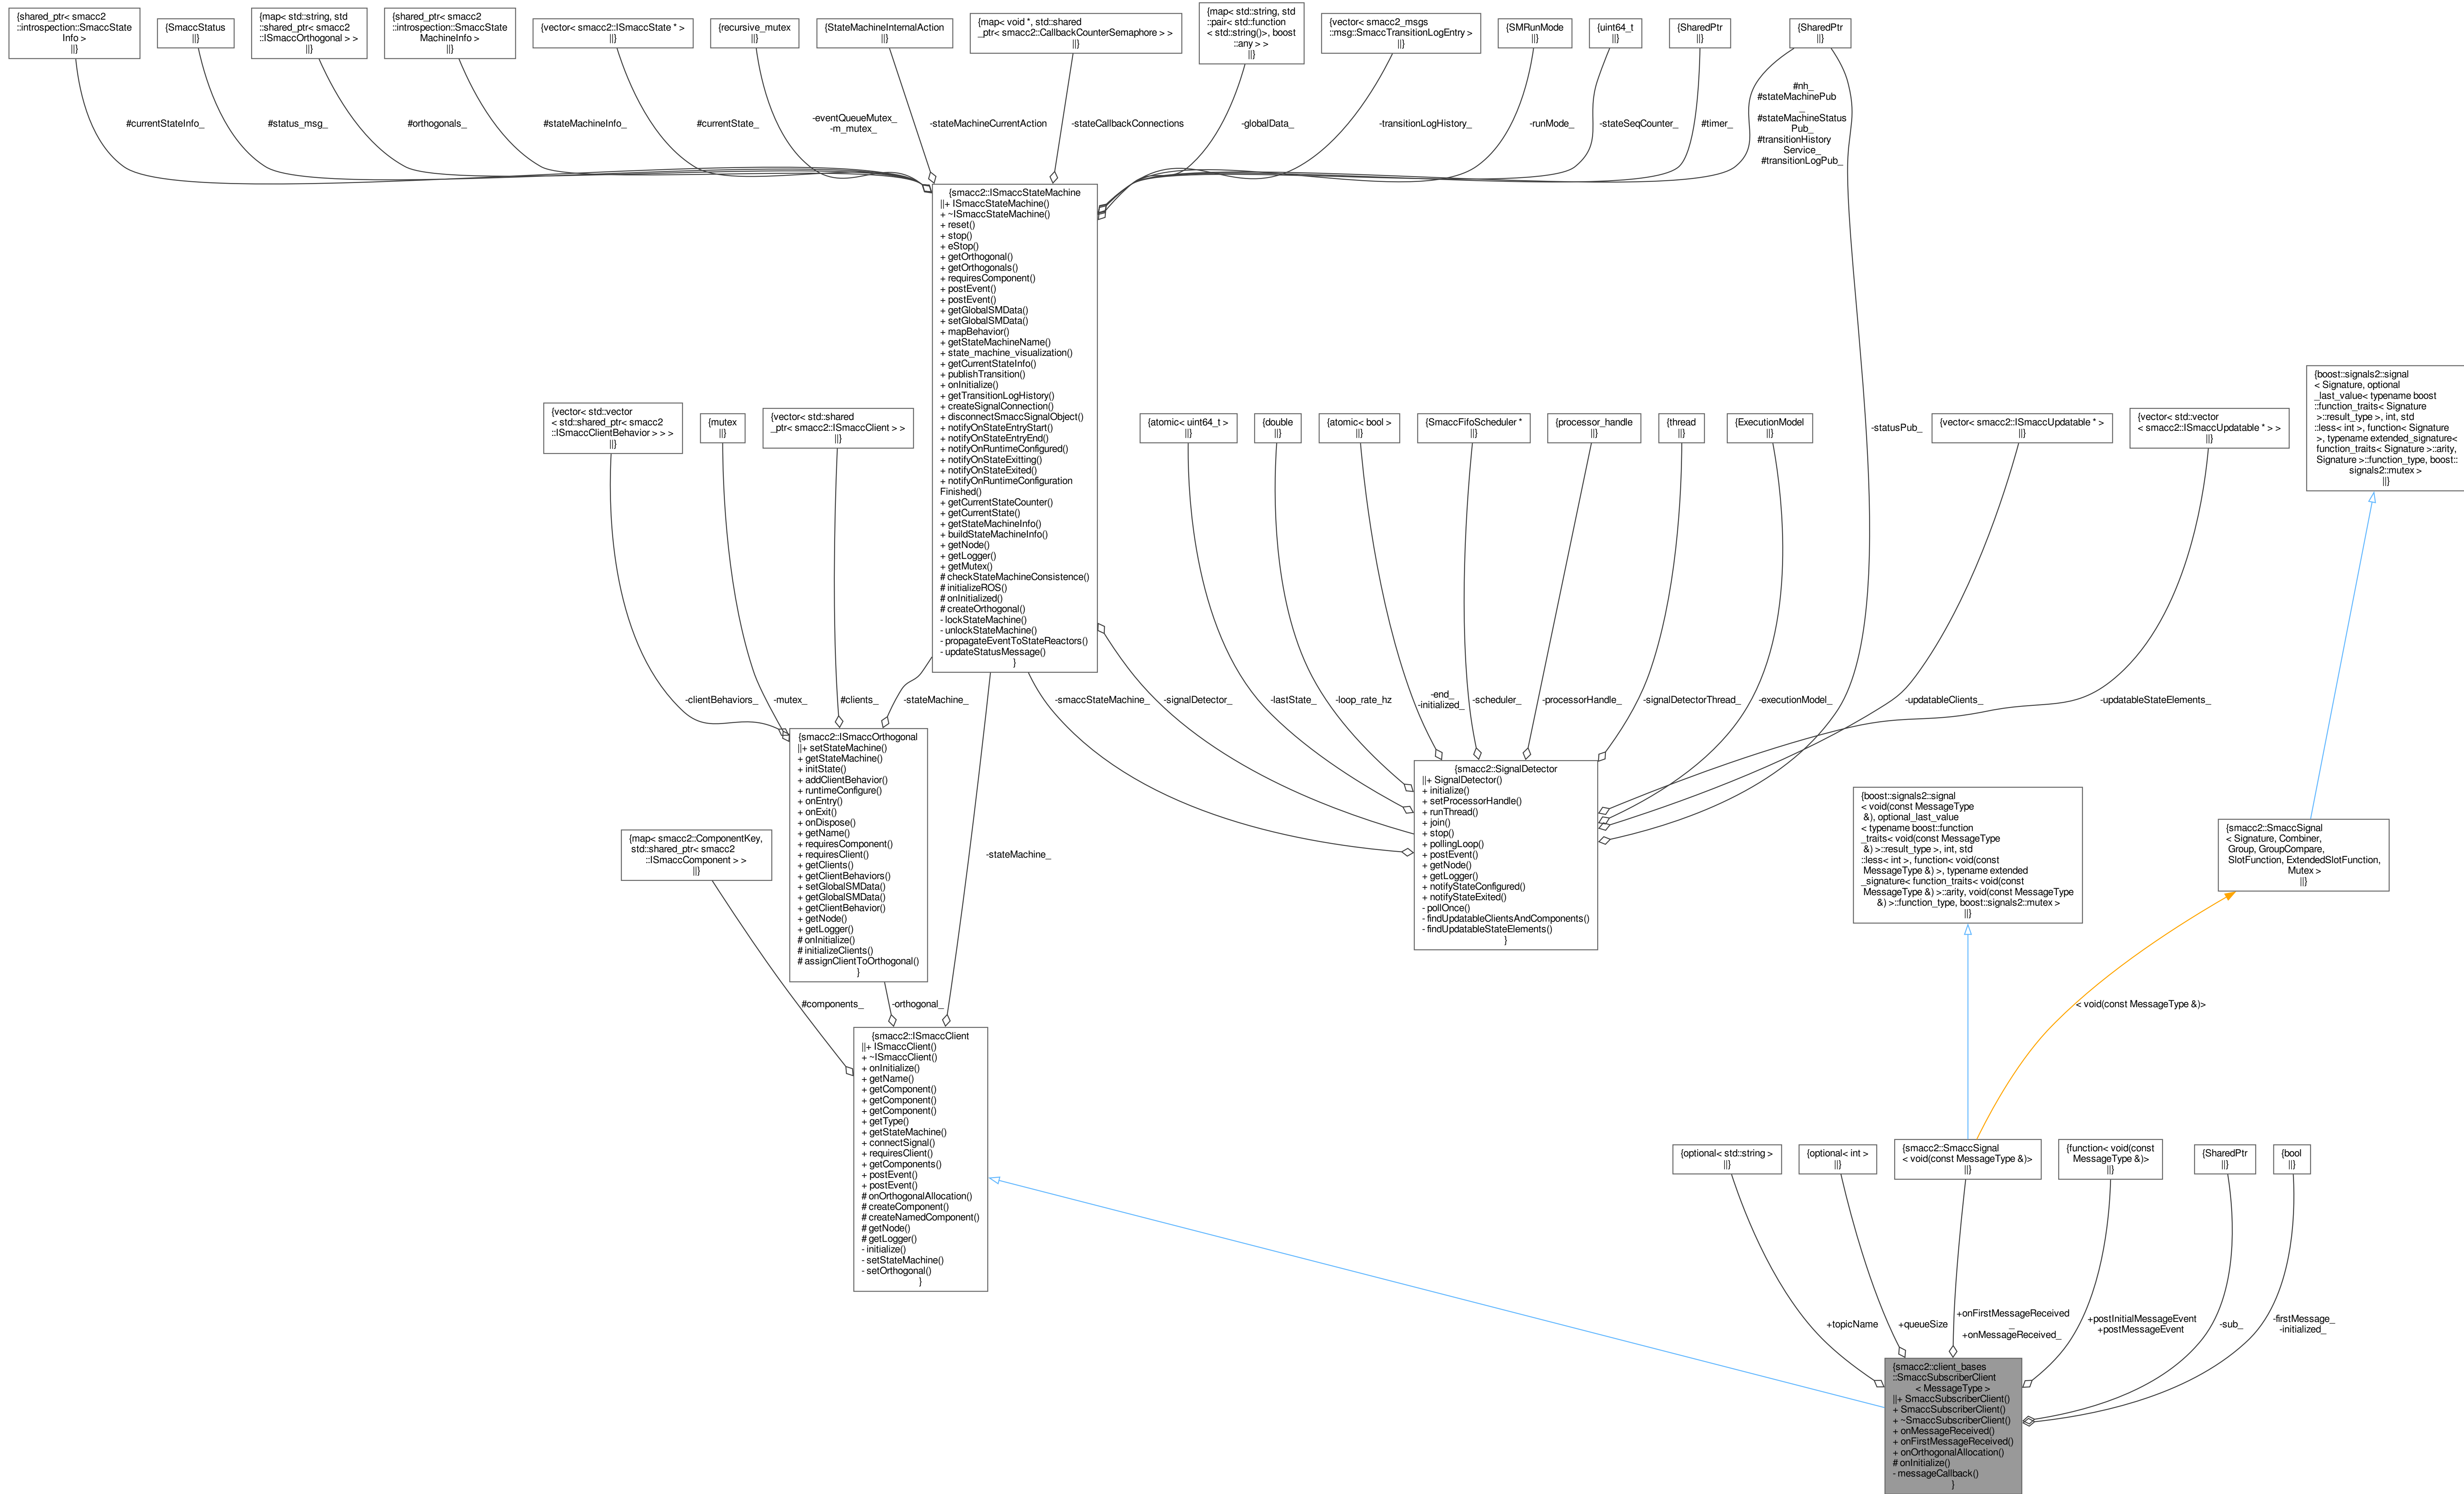 {shared_ptr< smacc2
::introspection::SmaccState
Info >
||}
{SmaccStatus
||}
{map< std::string, std
::shared_ptr< smacc2
::ISmaccOrthogonal > >
||}
{shared_ptr< smacc2
::introspection::SmaccState
MachineInfo >
||}
{vector< smacc2::ISmaccState * >
||}
{recursive_mutex
||}
{StateMachineInternalAction
||}
{map< void *, std::shared
_ptr< smacc2::CallbackCounterSemaphore > >
||}
{map< std::string, std
::pair< std::function
< std::string()>, boost
::any > >
||}
{vector< smacc2_msgs
::msg::SmaccTransitionLogEntry >
||}
{SMRunMode
||}
{uint64_t
||}
{SharedPtr
||}
{SharedPtr
||}
#currentStateInfo_
#status_msg_
#orthogonals_
#stateMachineInfo_
#currentState_
-eventQueueMutex_
-m_mutex_
-stateMachineCurrentAction
-stateCallbackConnections
-globalData_
-transitionLogHistory_
-runMode_
-stateSeqCounter_
#timer_
#nh_
#stateMachinePub
_
#stateMachineStatus
Pub_
#transitionHistory
Service_
#transitionLogPub_
{smacc2::ISmaccStateMachine
||+ ISmaccStateMachine()
+ ~ISmaccStateMachine()
+ reset()
+ stop()
+ eStop()
+ getOrthogonal()
+ getOrthogonals()
+ requiresComponent()
+ postEvent()
+ postEvent()
+ getGlobalSMData()
+ setGlobalSMData()
+ mapBehavior()
+ getStateMachineName()
+ state_machine_visualization()
+ getCurrentStateInfo()
+ publishTransition()
+ onInitialize()
+ getTransitionLogHistory()
+ createSignalConnection()
+ disconnectSmaccSignalObject()
+ notifyOnStateEntryStart()
+ notifyOnStateEntryEnd()
+ notifyOnRuntimeConfigured()
+ notifyOnStateExitting()
+ notifyOnStateExited()
+ notifyOnRuntimeConfiguration
Finished()
+ getCurrentStateCounter()
+ getCurrentState()
+ getStateMachineInfo()
+ buildStateMachineInfo()
+ getNode()
+ getLogger()
+ getMutex()
# checkStateMachineConsistence()
# initializeROS()
# onInitialized()
# createOrthogonal()
- lockStateMachine()
- unlockStateMachine()
- propagateEventToStateReactors()
- updateStatusMessage()
}
{boost::signals2::signal
< Signature, optional
_last_value< typename boost
::function_traits< Signature
>::result_type >, int, std
::less< int >, function< Signature
>, typename extended_signature<
function_traits< Signature >::arity,
Signature >::function_type, boost::
signals2::mutex >
||}
{vector< std::vector
< std::shared_ptr< smacc2
::ISmaccClientBehavior > > >
||}
{mutex
||}
{vector< std::shared
_ptr< smacc2::ISmaccClient > >
||}
{atomic< uint64_t >
||}
{double
||}
{atomic< bool >
||}
{SmaccFifoScheduler *
||}
{processor_handle
||}
{thread
||}
{ExecutionModel
||}
-statusPub_
{vector< smacc2::ISmaccUpdatable * >
||}
{vector< std::vector
< smacc2::ISmaccUpdatable * > >
||}
-clientBehaviors_
-mutex_
#clients_
-stateMachine_
-smaccStateMachine_
-signalDetector_
-lastState_
-loop_rate_hz
-end_
-initialized_
-scheduler_
-processorHandle_
-signalDetectorThread_
-executionModel_
-updatableClients_
-updatableStateElements_
{smacc2::ISmaccOrthogonal
||+ setStateMachine()
+ getStateMachine()
+ initState()
+ addClientBehavior()
+ runtimeConfigure()
+ onEntry()
+ onExit()
+ onDispose()
+ getName()
+ requiresComponent()
+ requiresClient()
+ getClients()
+ getClientBehaviors()
+ setGlobalSMData()
+ getGlobalSMData()
+ getClientBehavior()
+ getNode()
+ getLogger()
# onInitialize()
# initializeClients()
# assignClientToOrthogonal()
}
{smacc2::SignalDetector
||+ SignalDetector()
+ initialize()
+ setProcessorHandle()
+ runThread()
+ join()
+ stop()
+ pollingLoop()
+ postEvent()
+ getNode()
+ getLogger()
+ notifyStateConfigured()
+ notifyStateExited()
- pollOnce()
- findUpdatableClientsAndComponents()
- findUpdatableStateElements()
}
{boost::signals2::signal
< void(const MessageType
&), optional_last_value
< typename boost::function
_traits< void(const MessageType
&) >::result_type >, int, std
::less< int >, function< void(const
MessageType &) >, typename extended
_signature< function_traits< void(const
MessageType &) >::arity, void(const MessageType
&) >::function_type, boost::signals2::mutex >
||}
{smacc2::SmaccSignal
< Signature, Combiner,
Group, GroupCompare,
SlotFunction, ExtendedSlotFunction,
Mutex >
||}
{map< smacc2::ComponentKey,
std::shared_ptr< smacc2
::ISmaccComponent > >
||}
-stateMachine_
#components_
-orthogonal_
< void(const MessageType &)>
{smacc2::ISmaccClient
||+ ISmaccClient()
+ ~ISmaccClient()
+ onInitialize()
+ getName()
+ getComponent()
+ getComponent()
+ getComponent()
+ getType()
+ getStateMachine()
+ connectSignal()
+ requiresClient()
+ getComponents()
+ postEvent()
+ postEvent()
# onOrthogonalAllocation()
# createComponent()
# createNamedComponent()
# getNode()
# getLogger()
- initialize()
- setStateMachine()
- setOrthogonal()
}
{optional< std::string >
||}
{optional< int >
||}
{smacc2::SmaccSignal
< void(const MessageType &)>
||}
{function< void(const
MessageType &)>
||}
{SharedPtr
||}
{bool
||}
+topicName
+queueSize
+onFirstMessageReceived
_
+onMessageReceived_
+postInitialMessageEvent
+postMessageEvent
-sub_
-firstMessage_
-initialized_
{smacc2::client_bases
::SmaccSubscriberClient
< MessageType >
||+ SmaccSubscriberClient()
+ SmaccSubscriberClient()
+ ~SmaccSubscriberClient()
+ onMessageReceived()
+ onFirstMessageReceived()
+ onOrthogonalAllocation()
# onInitialize()
- messageCallback()
}